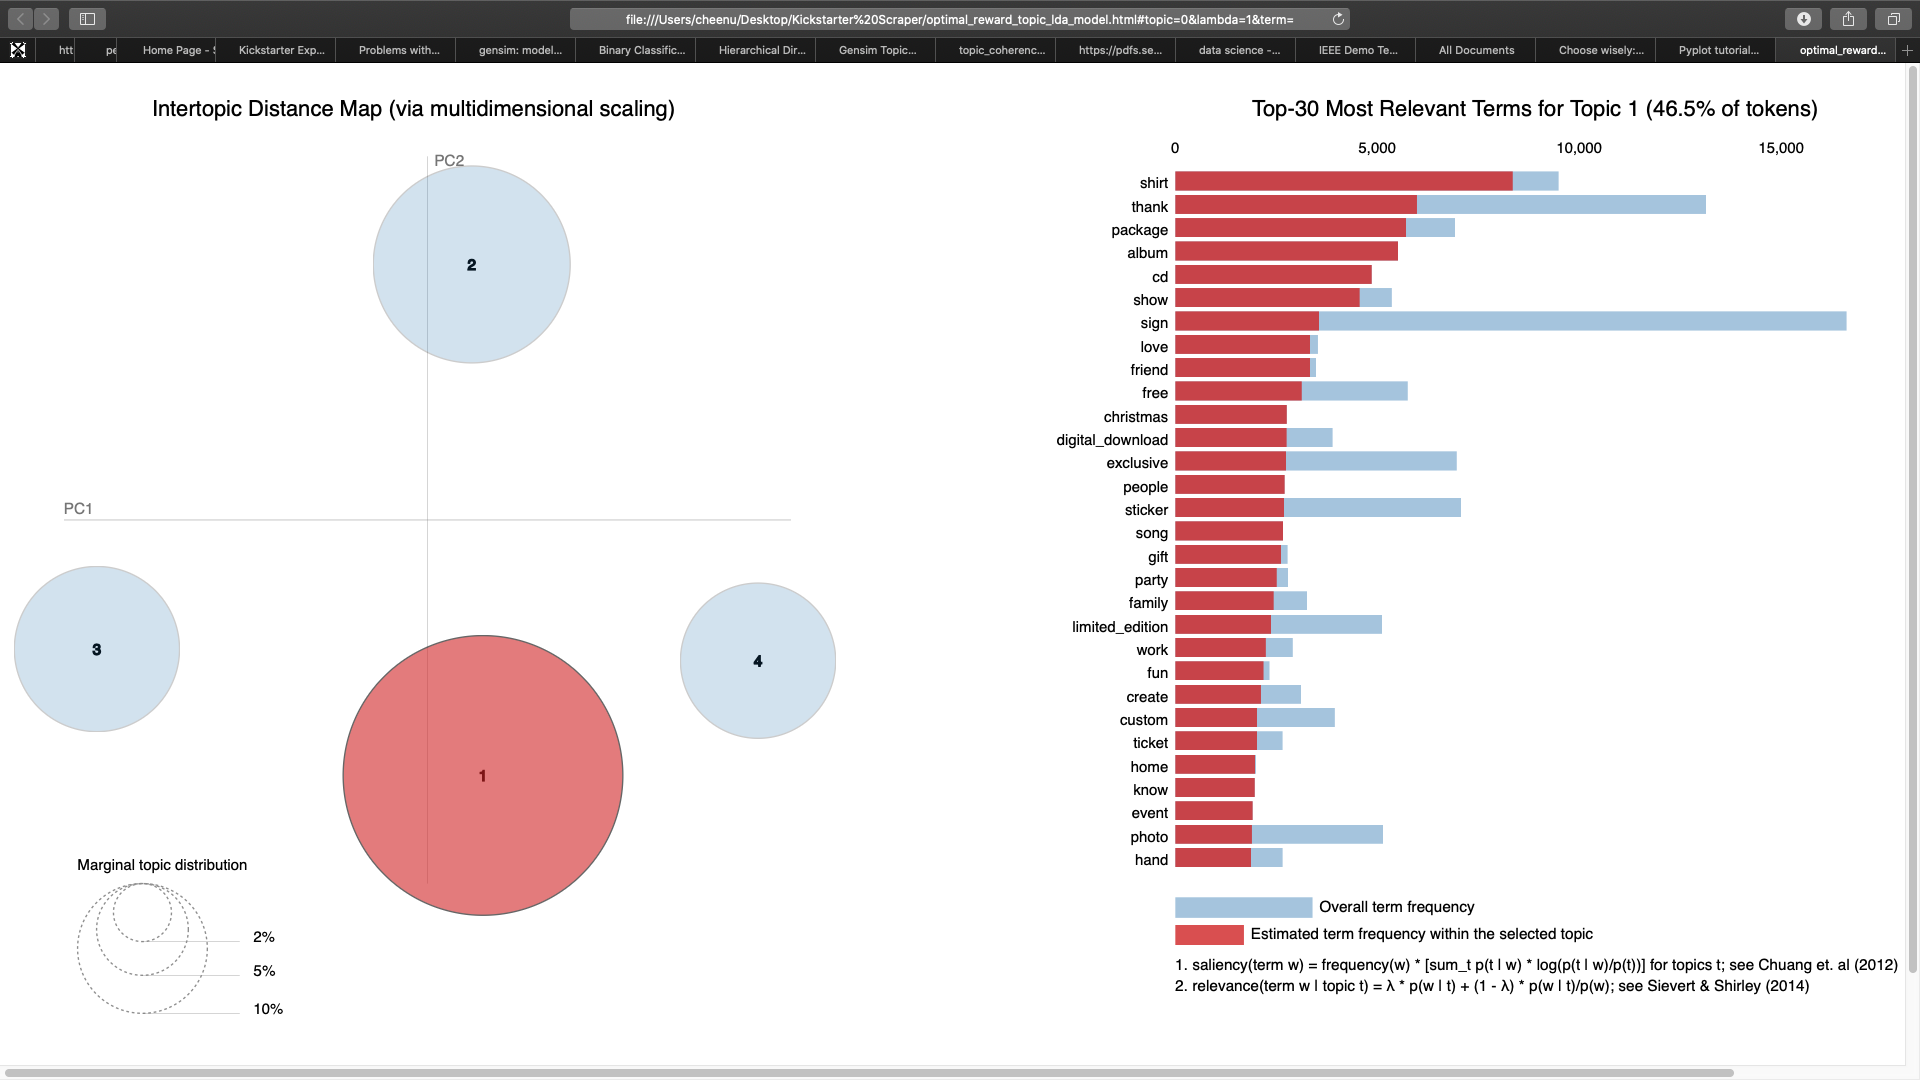 file:///Users/cheenu/Desktop/Kickstarter%20Scraper/optimal_reward_topic_lda_model.html#topic=0&lambda=1&term=
htt
pe
Home Page - S
Kickstarter Exp...
Problems with...
gensim: model...
Binary Classific...
Hierarchical Dir...
Gensim Topic...
topic_coherenc...
https://pdfs.se...
data science -...
IEEE Demo Te...
All Documents
Choose wisely:...
Pyplot tutorial...
optimal_reward...
Intertopic Distance Map (via multidimensional scaling)
PC2
2
PC1
3
4
1
Marginal topic distribution
2%
5%
10%
Top-30 Most Relevant Terms for Topic 1 (46.5% of tokens)
0 5,000 10,000 15,000
shirt
thank
package
album
cd
show
sign
love
friend
free
christmas
digital_download
exclusive
people
sticker
song
gift
party
family
limited_edition
work
fun
create
custom
ticket
home
know
event
photo
hand
Overall term frequency
Estimated term frequency within the selected topic
1. saliency(term w) = frequency(w) * [sum_t p(t | w) * log(p(t | w)/p(t))] for topics t; see Chuang et. al (2012)
2. relevance(term w | topic t) = λ * p(w | t) + (1 - λ) * p(w | t)/p(w); see Sievert & Shirley (2014)